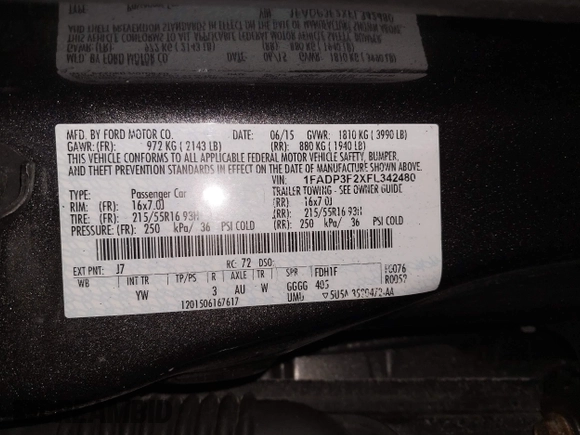 MFD. BY FORD MOTOR CO. DATE: 06/15 GVWR: 1810 KG ( 3990 LB)
GAWR: (FR): 972 KG ( 2143 LB) (RR): 880 KG ( 1940 LB)
THIS VEHICLE CONFORMS TO ALL APPLICABLE FEDERAL MOTOR VEHICLE SAFETY, BUMPER,
AND THEFT PREVENTION STANDARDS IN EFFECT ON THE DATE OF MANUFACTURE SHOWN ABOVE.
VIN: 1FADP3F2XFL342480
TYPE: Passenger Car TRAILER TOWING - SEE OWNER GUIDE
RIM: (FR): 16x7.0J (RR): 16x7.0J
TIRE: (FR): 215/55R16 93H (RR): 215/55R16 93H
PRESSURE: (FR): 250 kPa/ 36 PSI COLD (RR): 250 kPa/ 36 PSI COLD
EXT PNT: J7 RC: 72 DSO:
WB INT TR TP/PS R AXLE TR SPR FDH1F F0076
YW 3 AU W GGGG 405 R0052
1201506167617 UMD ▽5U5A